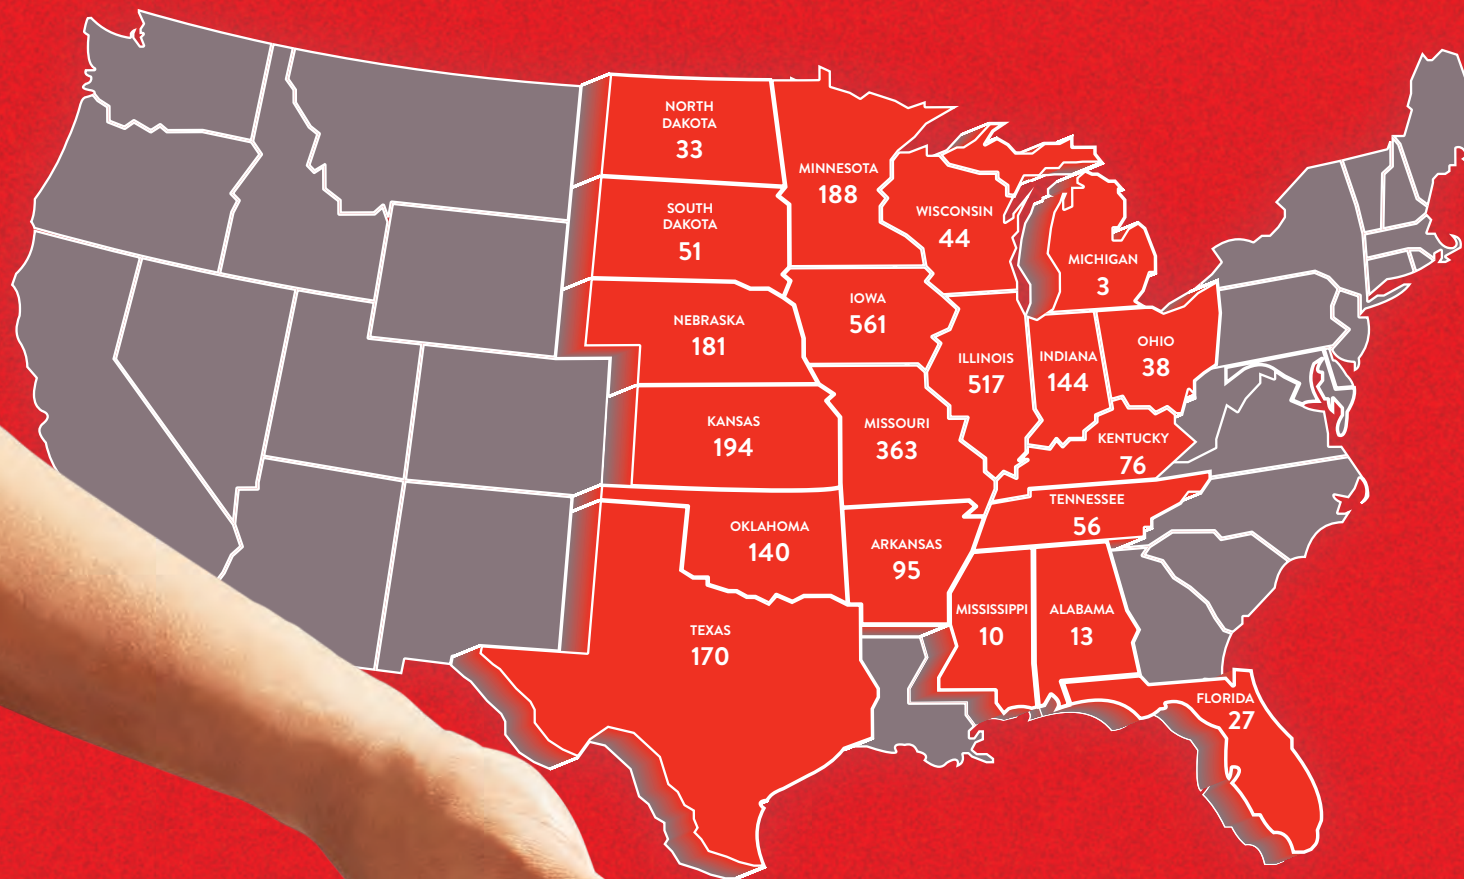 NORTH
DAKOTA
33
MINNESOTA
188
SOUTH
DAKOTA
51
WISCONSIN
44
MICHIGAN
3
NEBRASKA
181
IOWA
561
ILLINOIS
517
INDIANA
144
OHIO
38
KANSAS
194
MISSOURI
363
KENTUCKY
76
TENNESSEE
56
OKLAHOMA
140
ARKANSAS
95
TEXAS
170
MISSISSIPPI
10
ALABAMA
13
FLORIDA
27